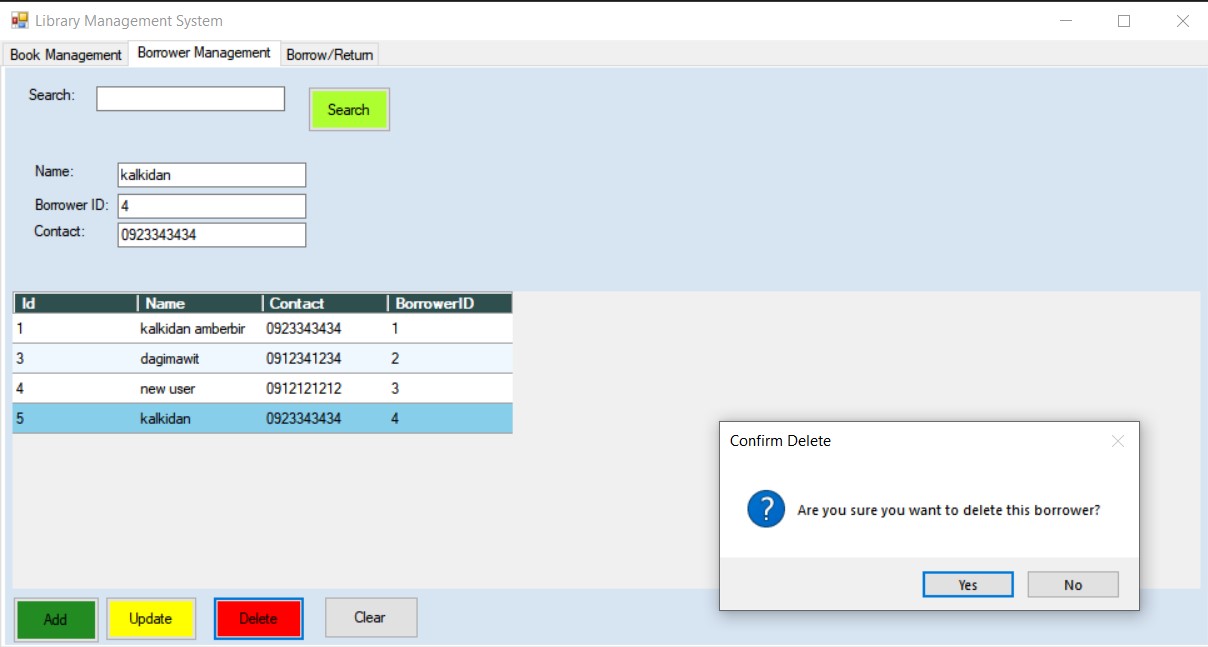 Library Management System
Book Management Borrower Management Borrow/Return
Search: Search
Name: kalkidan
Borrower ID: 4
Contact: 0923343434
Id Name Contact BorrowerID
1 kalkidan amberbir 0923343434 1
3 dagimawit 0912341234 2
4 new user 0912121212 3
5 kalkidan 0923343434 4
Confirm Delete
Are you sure you want to delete this borrower?
Yes No
Add Update Delete Clear